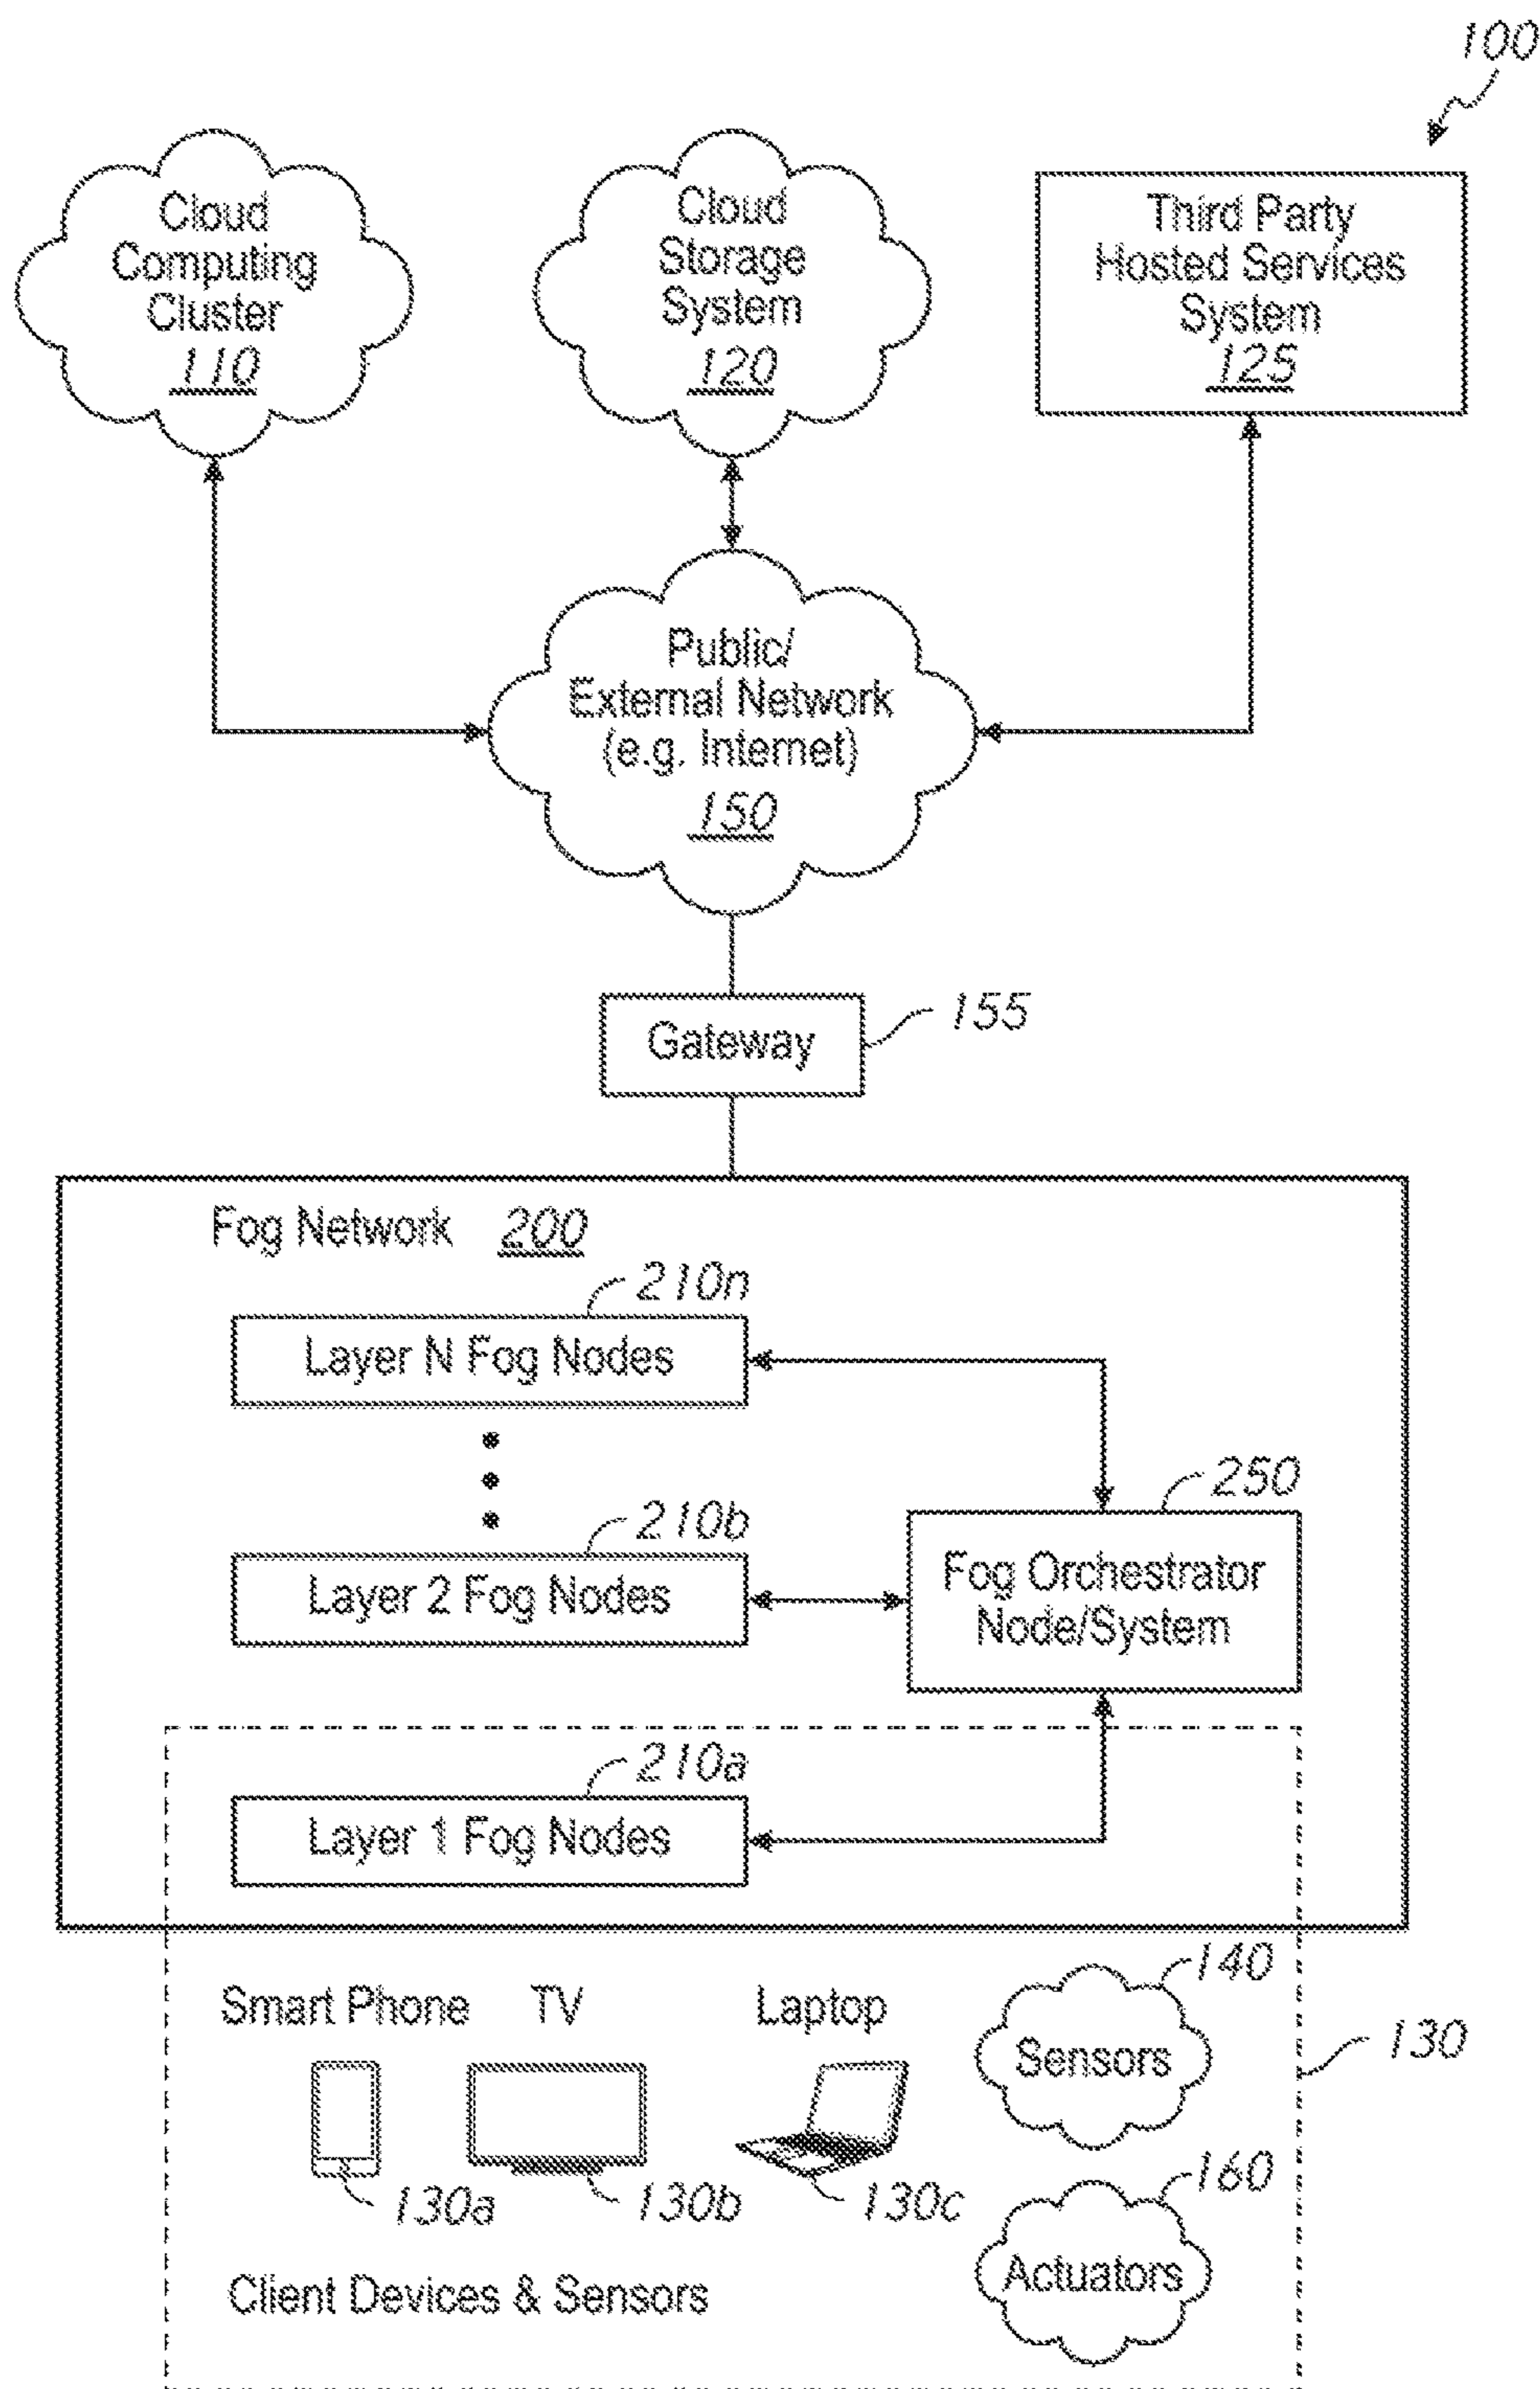 100
Cloud
Computing
Cluster
110
Cloud
Storage
System
120
Third Party
Hosted Services
System
125
Public/
External Network
(e.g. Internet)
150
Gateway
155
Fog Network 200
210n
Layer N Fog Nodes
250
210b
Layer 2 Fog Nodes
Fog Orchestrator
Node/System
210a
Layer 1 Fog Nodes
Smart Phone
TV
Laptop
140
Sensors
130
130a
130b
130c
160
Actuators
Client Devices & Sensors